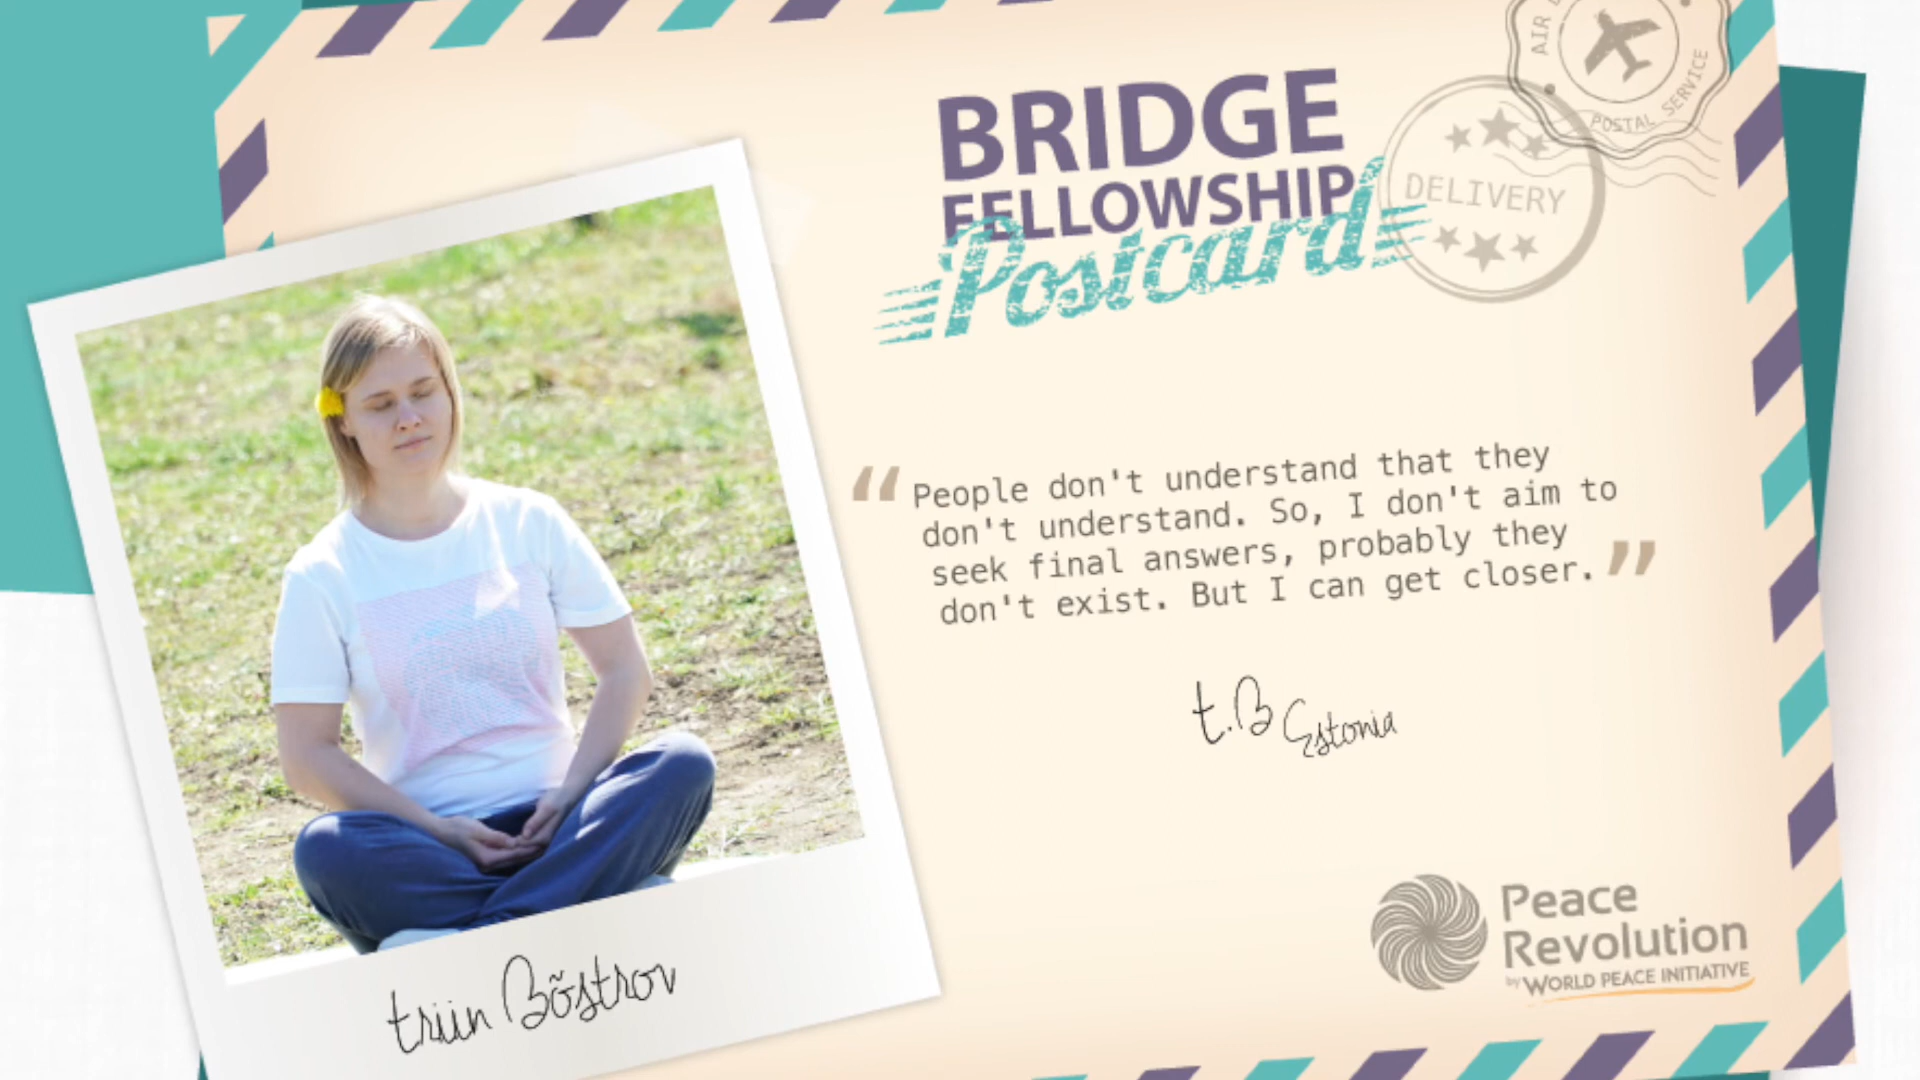 BRIDGE
FELLOWSHIP
Postcard
AIR
POSTAL SERVICE
DELIVERY
“People don't understand that they
don't understand. So, I don't aim to
seek final answers, probably they
don't exist. But I can get closer.”
t.B Estonia
triin Bõstrov
Peace
Revolution
by WORLD PEACE INITIATIVE